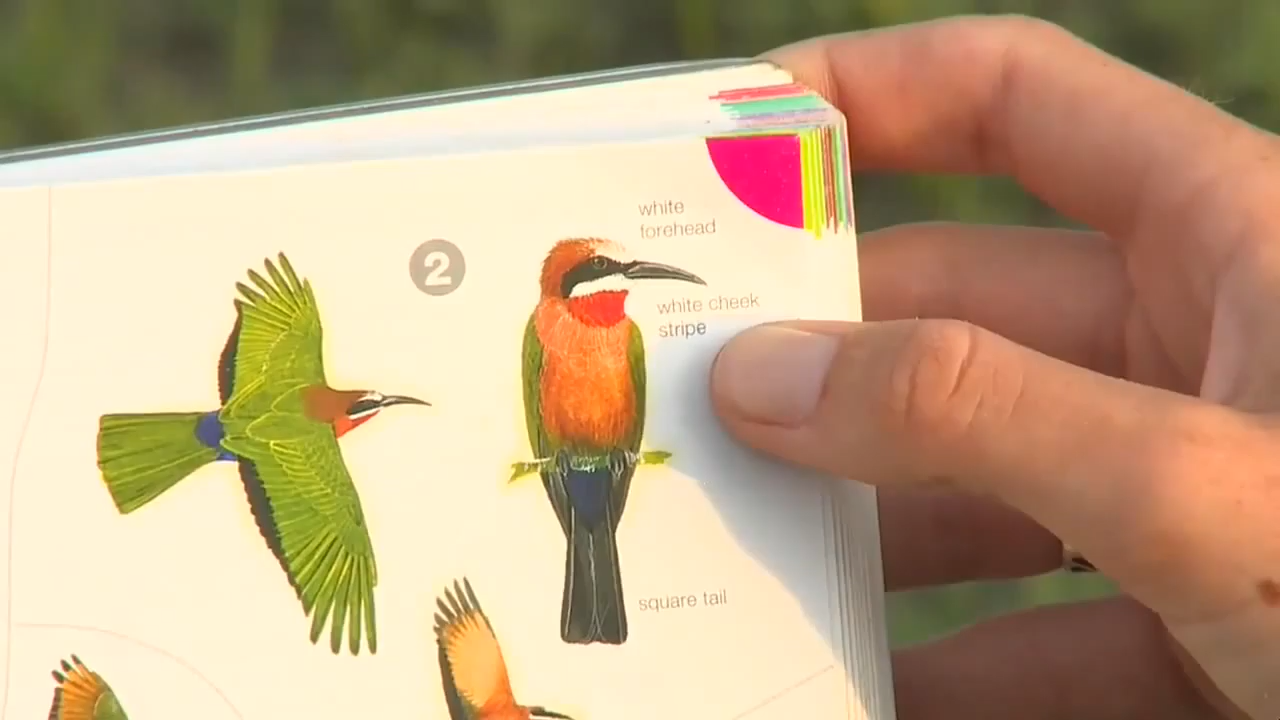 white
forehead
2
white cheek
stripe
square tail